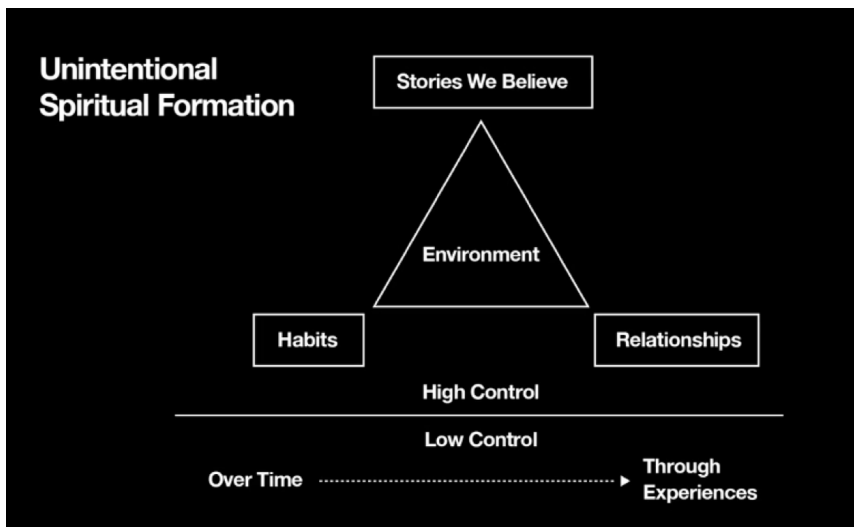 Unintentional
Spiritual Formation
Stories We Believe
Environment
Habits
Relationships
High Control
Low Control
Over Time
Through
Experiences